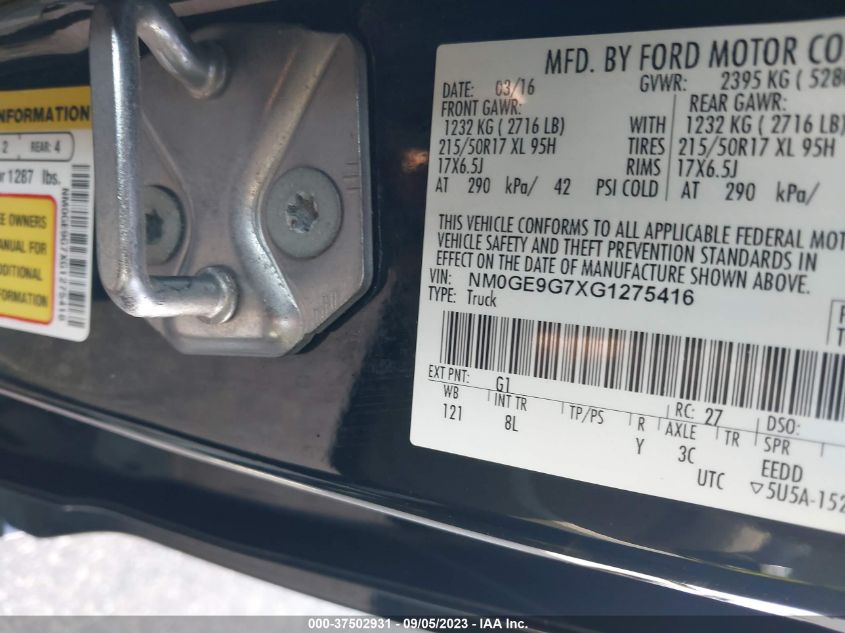 INFORMATION
2 REAR: 4
r 1287 lbs.
E OWNERS
ANUAL FOR
DDITIONAL
FORMATION
NM0GE9G7XG1275416
MFD. BY FORD MOTOR CO
DATE: 03/16 GVWR: 2395 KG ( 528
FRONT GAWR: REAR GAWR:
1232 KG ( 2716 LB) WITH 1232 KG ( 2716 LB)
215/50R17 XL 95H TIRES 215/50R17 XL 95H
17X6.5J RIMS 17X6.5J
AT 290 kPa/ 42 PSI COLD AT 290 kPa/
THIS VEHICLE CONFORMS TO ALL APPLICABLE FEDERAL MOT
VEHICLE SAFETY AND THEFT PREVENTION STANDARDS IN
EFFECT ON THE DATE OF MANUFACTURE SHOWN ABOVE.
VIN: NM0GE9G7XG1275416
TYPE: Truck
EXT PNT: G1 RC: 27 DSO:
WB INT TR TP/PS R AXLE TR SPR
121 8L Y 3C EEDD
UTC ▽5U5A-152
000-37502931 - 09/05/2023 - IAA Inc.